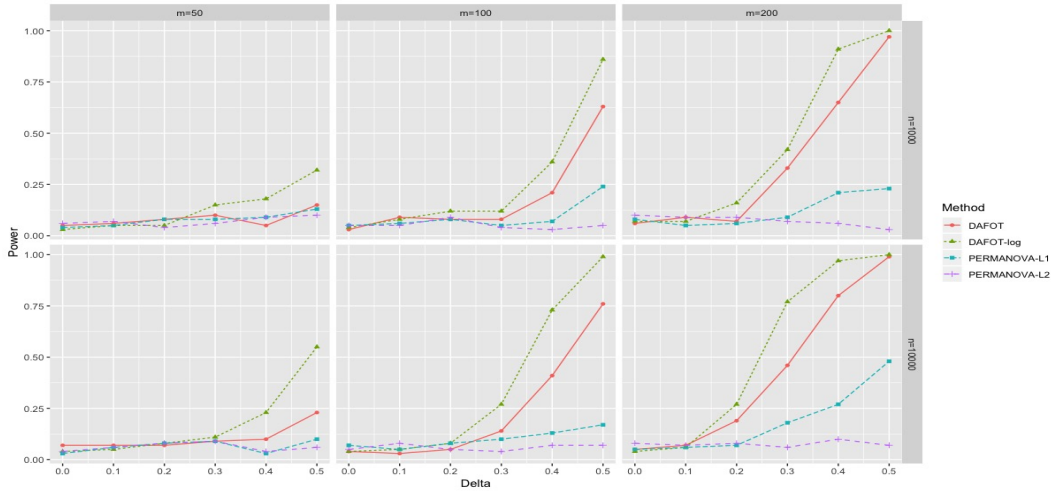 m=50
m=100
m=200
1.00
0.75
0.50
0.25
0.00
n=1000
1.00
0.75
0.50
0.25
0.00
n=10000
Power
0.0 0.1 0.2 0.3 0.4 0.5
0.0 0.1 0.2 0.3 0.4 0.5
0.0 0.1 0.2 0.3 0.4 0.5
Delta
Method
DAFOT
DAFOT-log
PERMANOVA-L1
PERMANOVA-L2